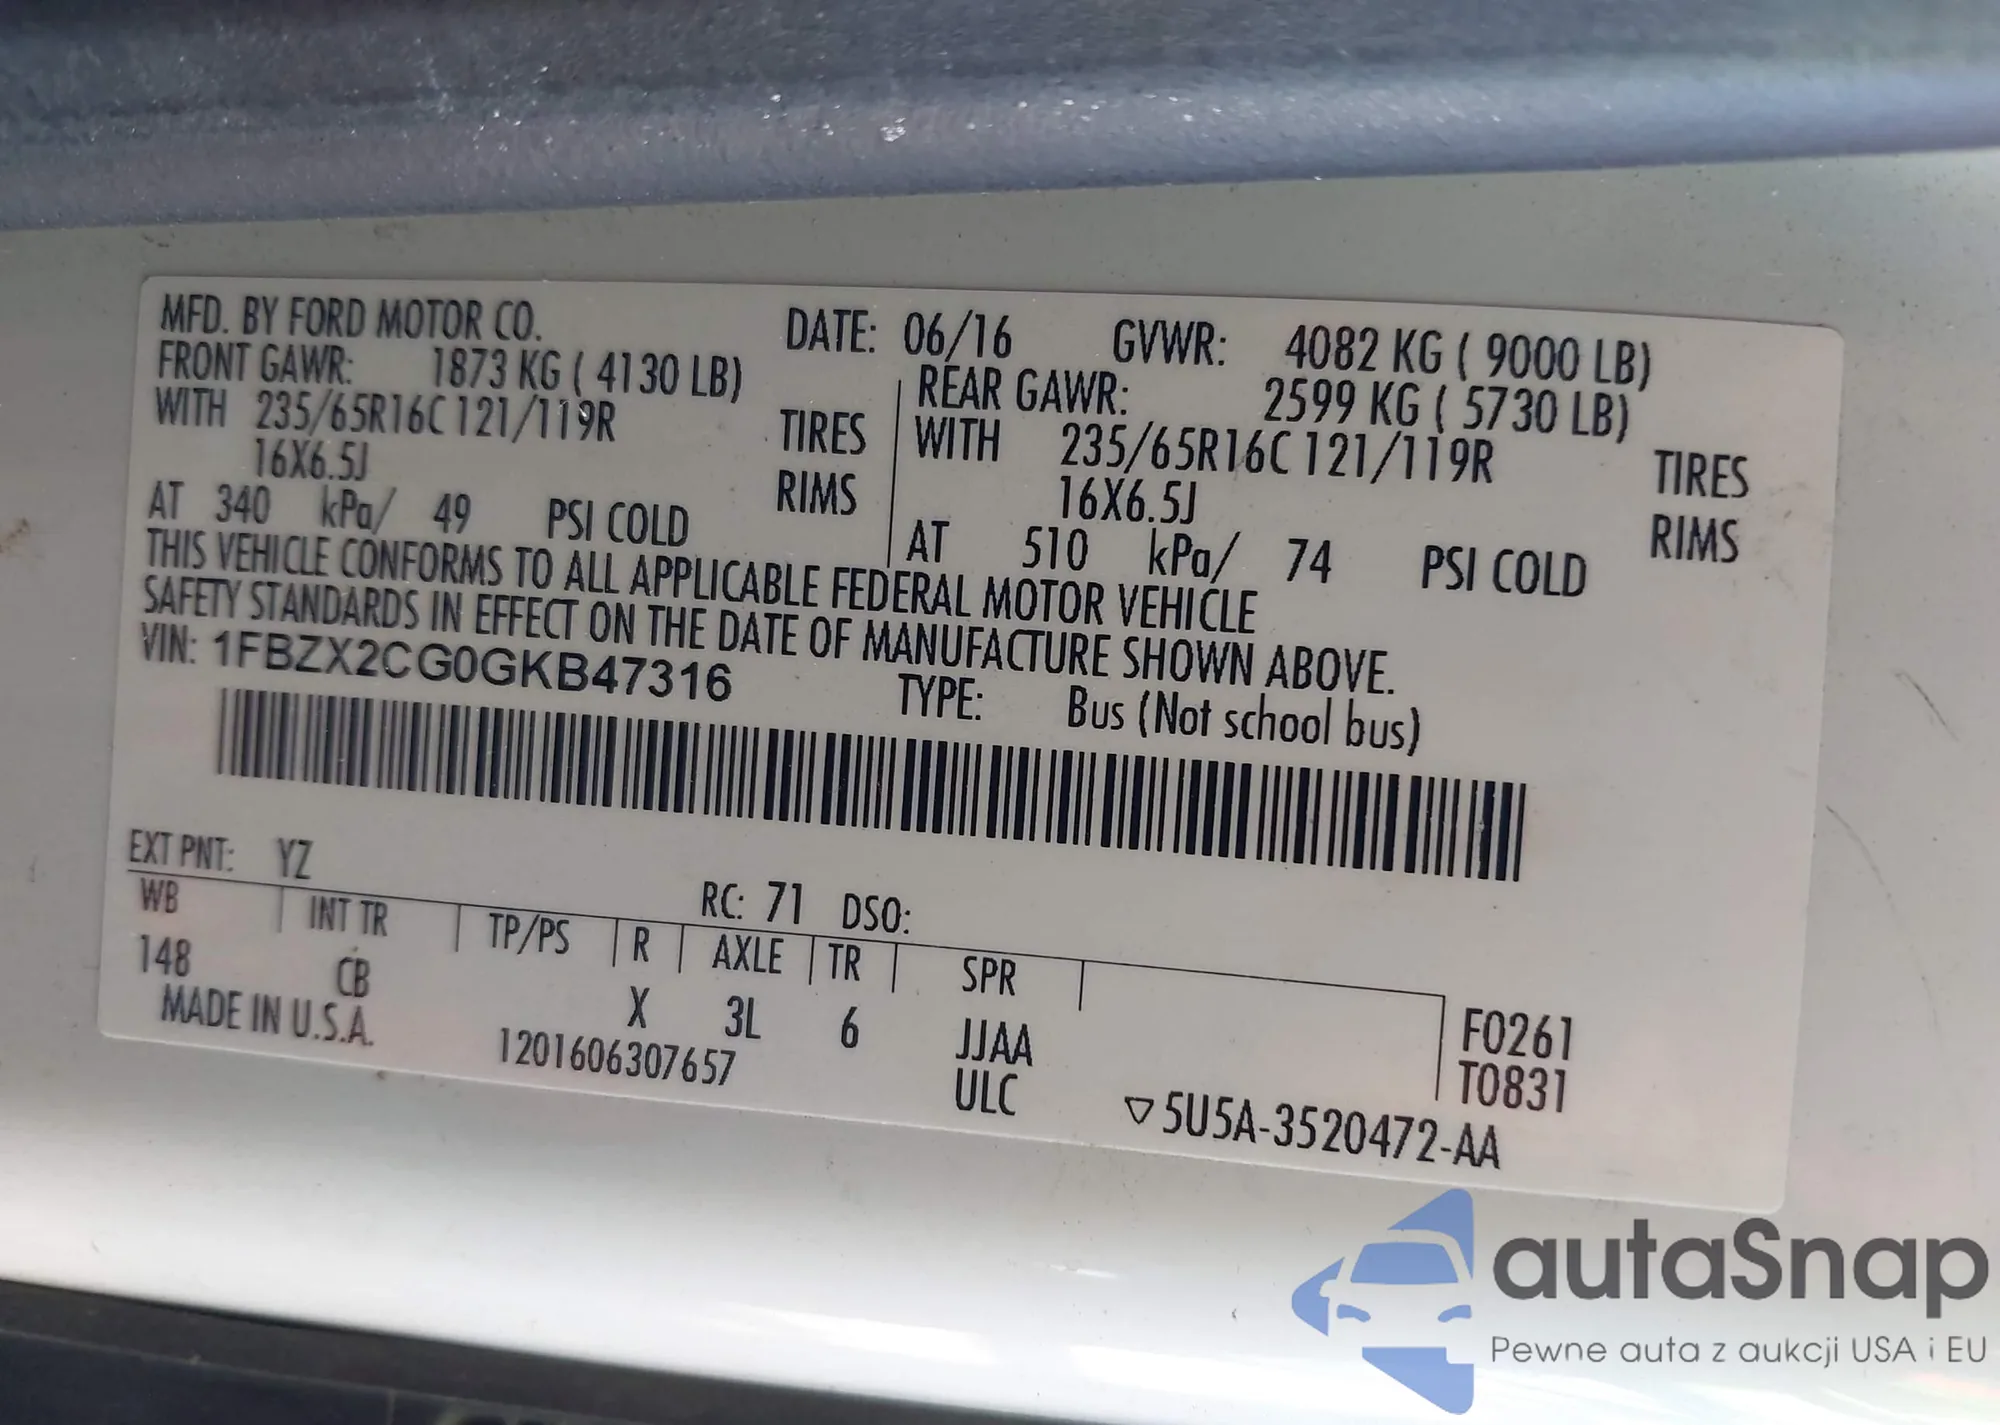 MFD. BY FORD MOTOR CO. DATE: 06/16 GVWR: 4082 KG ( 9000 LB)
FRONT GAWR: 1873 KG ( 4130 LB) REAR GAWR: 2599 KG ( 5730 LB)
WITH 235/65R16C 121/119R TIRES WITH 235/65R16C 121/119R TIRES
16X6.5J RIMS 16X6.5J RIMS
AT 340 kPa/ 49 PSI COLD AT 510 kPa/ 74 PSI COLD
THIS VEHICLE CONFORMS TO ALL APPLICABLE FEDERAL MOTOR VEHICLE
SAFETY STANDARDS IN EFFECT ON THE DATE OF MANUFACTURE SHOWN ABOVE.
VIN: 1FBZX2CG0GKB47316 TYPE: Bus (Not school bus)
EXT PNT: YZ RC: 71 DSO:
WB INT TR TP/PS R AXLE TR SPR
148 CB X 3L 6 JJAA F0261
MADE IN U.S.A. 1201606307657 ULC T0831
▽5U5A-3520472-AA
autaSnap
Pewne auta z aukcji USA i EU